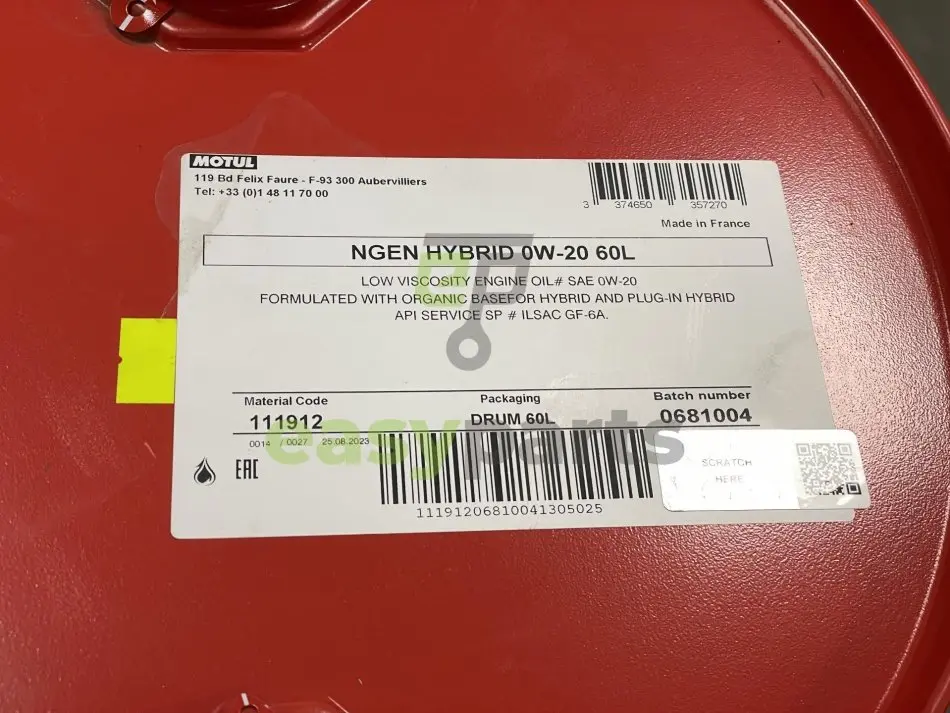 MOTUL
119 Bd Felix Faure - F-93 300 Aubervilliers
Tel: +33 (0)1 48 11 70 00
3 374650 357270
Made in France
NGEN HYBRID 0W-20 60L
LOW VISCOSITY ENGINE OIL# SAE 0W-20
FORMULATED WITH ORGANIC BASEFOR HYBRID AND PLUG-IN HYBRID
API SERVICE SP # ILSAC GF-6A.
Material Code
Packaging
Batch number
111912
DRUM 60L
0681004
easyparts
0014 / 0027 25.08.2023
EAC
SCRATCH
HERE
11191206810041305025